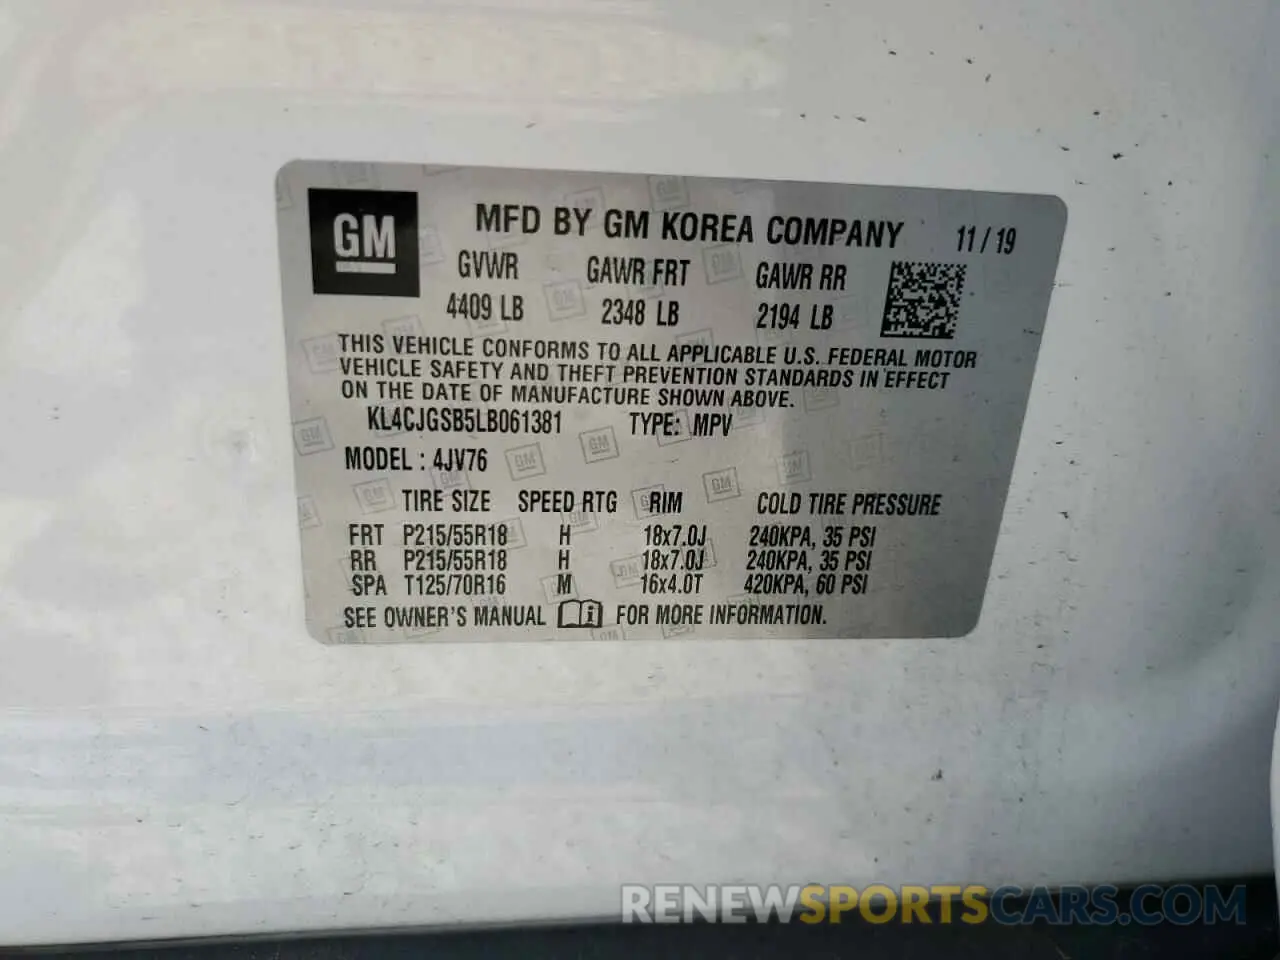 GM
MFD BY GM KOREA COMPANY 11/19
GVWR GAWR FRT GAWR RR
4409 LB 2348 LB 2194 LB
THIS VEHICLE CONFORMS TO ALL APPLICABLE U.S. FEDERAL MOTOR
VEHICLE SAFETY AND THEFT PREVENTION STANDARDS IN EFFECT
ON THE DATE OF MANUFACTURE SHOWN ABOVE.
KL4CJGSB5LB061381 TYPE: MPV
MODEL : 4JV76
TIRE SIZE SPEED RTG RIM COLD TIRE PRESSURE
FRT P215/55R18 H 18x7.0J 240KPA, 35 PSI
RR P215/55R18 H 18x7.0J 240KPA, 35 PSI
SPA T125/70R16 M 16x4.0T 420KPA, 60 PSI
SEE OWNER'S MANUAL FOR MORE INFORMATION.
RENEWSPORTSCARS.COM